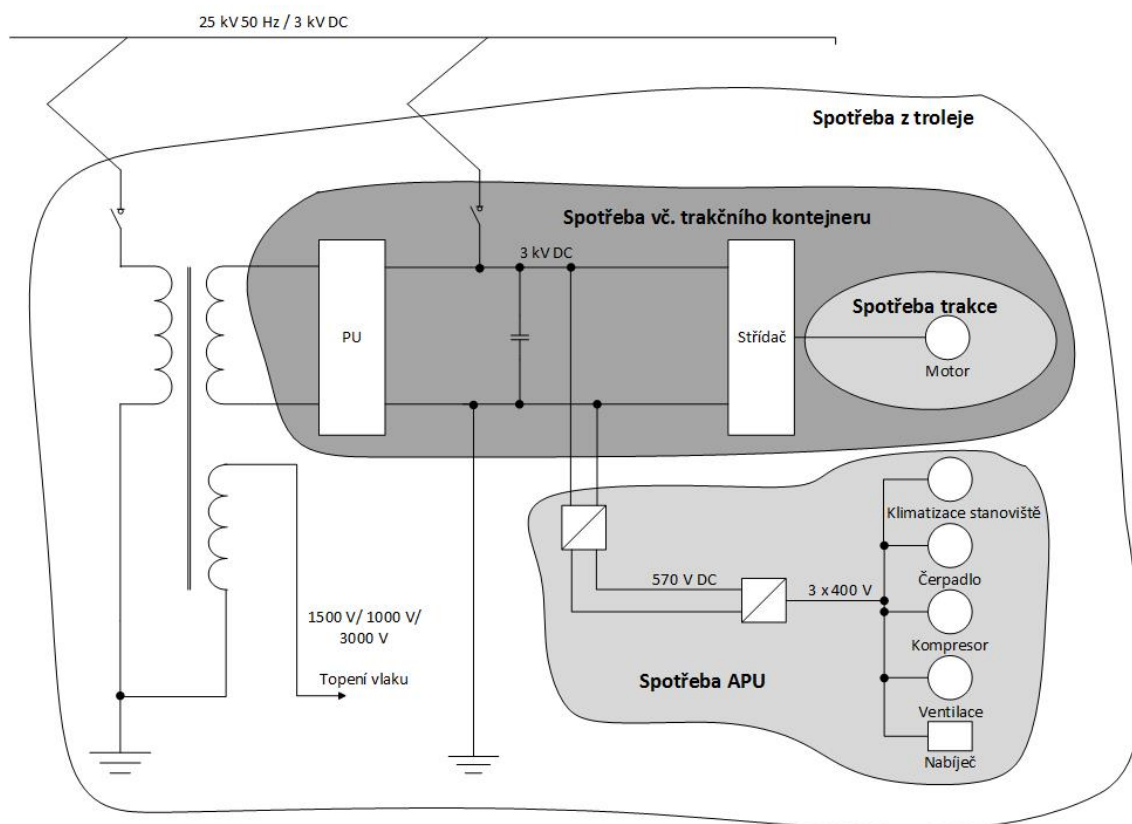 25 kV 50 Hz / 3 kV DC
Spotřeba z troleje
Spotřeba vč. trakčního kontejneru
3 kV DC
Spotřeba trakce
PU
Střídač
Motor
Klimatizace stanoviště
Čerpadlo
570 V DC
3 x 400 V
1500 V/ 1000 V/
3000 V
Kompresor
Topení vlaku
Spotřeba APU
Ventilace
Nabíječ